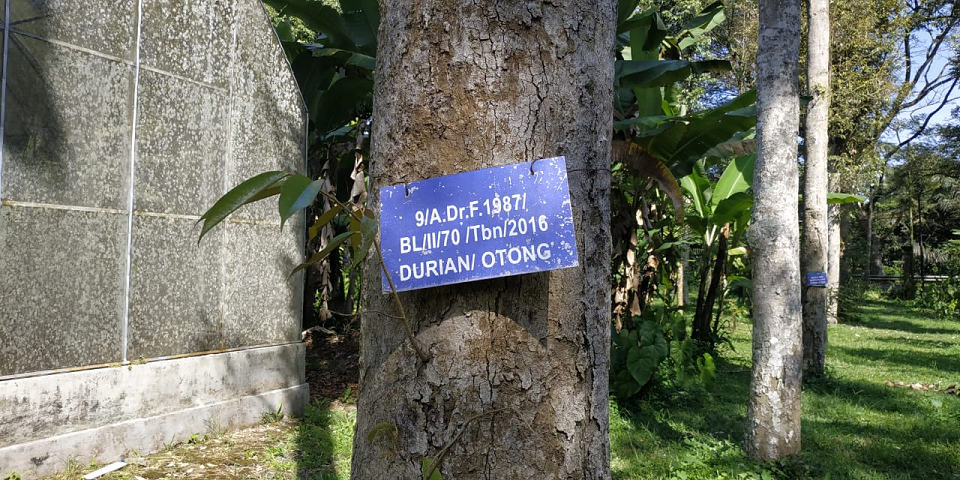 9/A.Dr.F.1987/
BL/II/70 /Tbn/2016
DURIAN/ OTONG